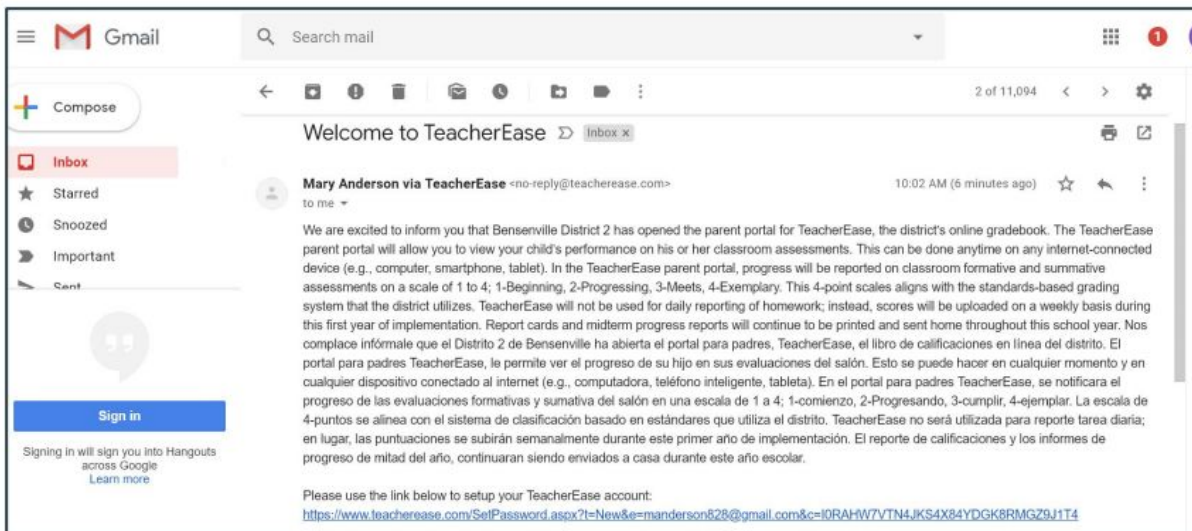 Gmail
Search mail
1
Compose
2 of 11,094
Welcome to TeacherEase
Inbox x
Inbox
Mary Anderson via TeacherEase <no-reply@teacherease.com>
10:02 AM (6 minutes ago)
Starred
to me
Snoozed
Important
Sent
We are excited to inform you that Bensenville District 2 has opened the parent portal for TeacherEase, the district's online gradebook. The TeacherEase
parent portal will allow you to view your child's performance on his or her classroom assessments. This can be done anytime on any internet-connected
device (e.g., computer, smartphone, tablet). In the TeacherEase parent portal, progress will be reported on classroom formative and summative
assessments on a scale of 1 to 4; 1-Beginning, 2-Progressing, 3-Meets, 4-Exemplary. This 4-point scales aligns with the standards-based grading
system that the district utilizes. TeacherEase will not be used for daily reporting of homework; instead, scores will be uploaded on a weekly basis during
this first year of implementation. Report cards and midterm progress reports will continue to be printed and sent home throughout this school year. Nos
complace infórmale que el Distrito 2 de Bensenville ha abierta el portal para padres, TeacherEase, el libro de calificaciones en línea del distrito. El
portal para padres TeacherEase, le permite ver el progreso de su hijo en sus evaluaciones del salón. Esto se puede hacer en cualquier momento y en
cualquier dispositivo conectado al internet (e.g., computadora, teléfono inteligente, tableta). En el portal para padres TeacherEase, se notificara el
progreso de las evaluaciones formativas y sumativa del salón en una escala de 1 a 4; 1-comienzo, 2-Progresando, 3-cumplir, 4-ejemplar. La escala de
4-puntos se alinea con el sistema de clasificación basado en estándares que utiliza el distrito. TeacherEase no será utilizada para reporte tarea diaria;
en lugar, las puntuaciones se subirán semanalmente durante este primer año de implementación. El reporte de calificaciones y los informes de
progreso de mitad del año, continuaran siendo enviados a casa durante este año escolar.
Please use the link below to setup your TeacherEase account:
https://www.teacherease.com/SetPassword.aspx?t=New&e=manderson828@gmail.com&c=I0RAHW7VTN4JKS4X84YDGK8RMGZ9J1T4
Sign in
Signing in will sign you into Hangouts
across Google
Learn more